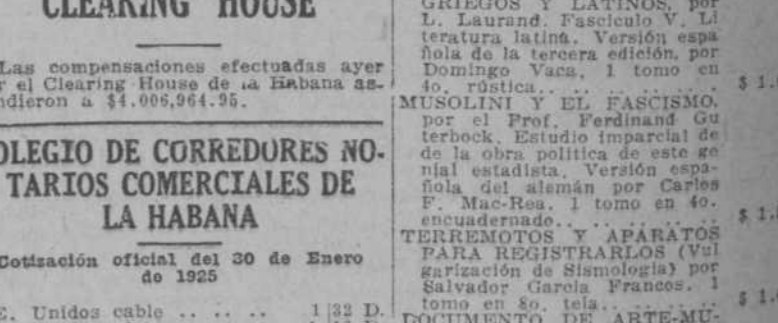 CLEARING HOUSE
Las compensaciones efectuadas ayer
el Clearing House de la Habana as-
ndieron a $4.006,964.95.
OLEGIO DE CORREDORES NO-
TARIOS COMERCIALES DE
LA HABANA
Cotización oficial del 30 de Enero
de 1925
E. Unidos cable .. .. .. 1|32 D.
GRIEGOS Y LATINOS, por
L. Laurand. Fascículo V. Li
teratura latina. Versión espa
ñola de la tercera edición, por
Domingo Vaca. 1 tomo en
4o. rústica.. .. .. .. .. $ 1.
MUSOLINI Y EL FASCISMO,
por el Prof. Ferdinand Gu
terbock. Estudio imparcial de
de la obra política de este ge
nial estadista. Versión espa-
ñola del alemán por Carlos
F. Mac-Rea. 1 tomo en 4o.
encuadernado.. .. .. .. .. $ 1.
TERREMOTOS Y APARATOS
PARA REGISTRARLOS (Vul
garización de Sismología) por
Salvador García Francos. 1
tomo en 8o. tela.. .. .. .. $ 1.
DOCUMENTO DE ARTE-MU-